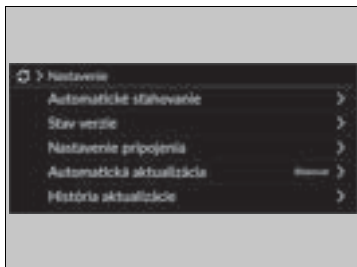 Nastavenie
Automatické sťahovanie
Stav verzie
Nastavenie pripojenia
Automatická aktualizácia
História aktualizácie